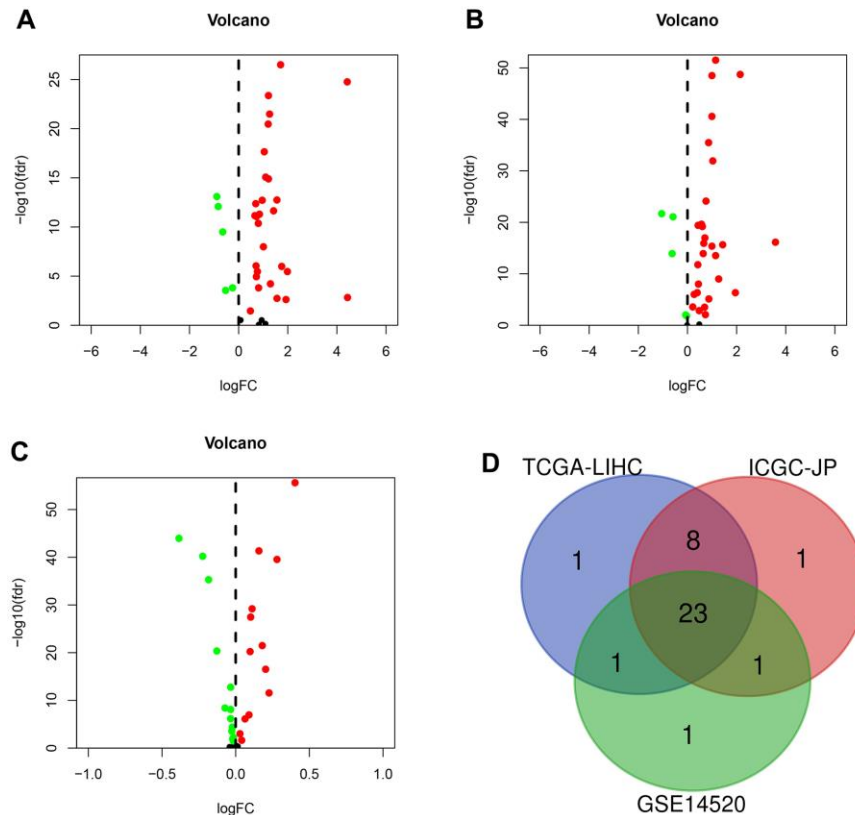 A
Volcano
−log10(fdr)
25
20
15
10
5
0
−6 −4 −2 0 2 4 6
logFC
B
Volcano
−log10(fdr)
50
40
30
20
10
0
−6 −4 −2 0 2 4 6
logFC
C
Volcano
−log10(fdr)
50
40
30
20
10
0
−1.0 −0.5 0.0 0.5 1.0
logFC
D
TCGA-LIHC ICGC-JP
8
1 1
23
1 1
1
GSE14520